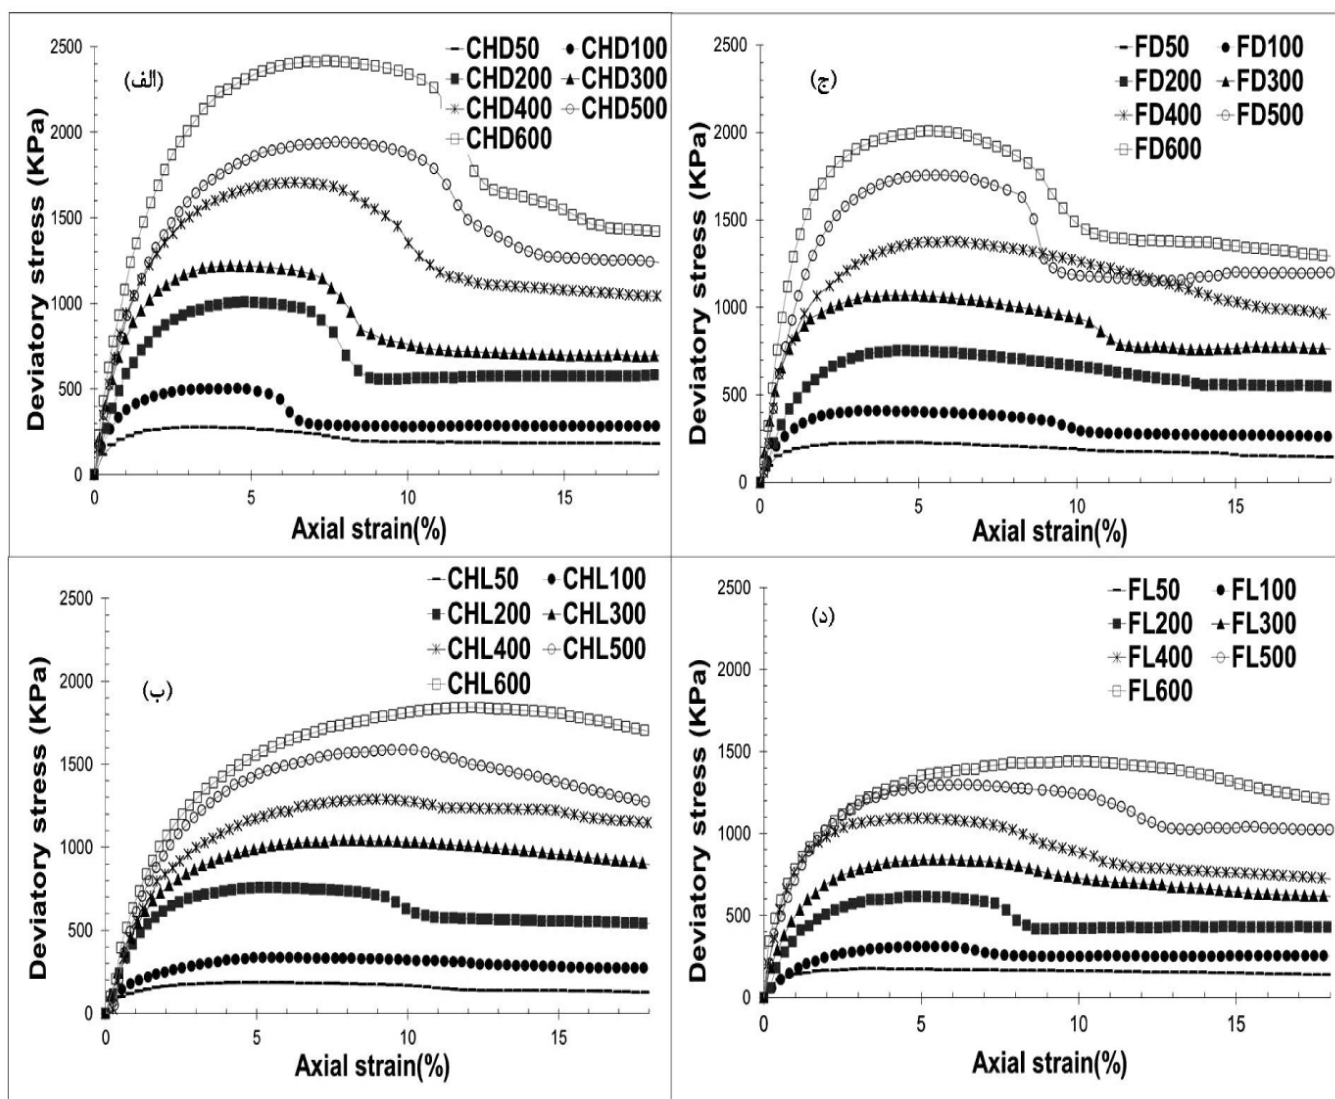 CHD50 CHD100
CHD200 CHD300
CHD400 CHD500
CHD600
(الف)
2500
2000
1500
1000
500
0
Deviatory stress (KPa)
0 5 10 15
Axial strain(%)
FD50 FD100
FD200 FD300
FD400 FD500
FD600
(ج)
2500
2000
1500
1000
500
0
Deviatory stress (KPa)
0 5 10 15
Axial strain(%)
CHL50 CHL100
CHL200 CHL300
CHL400 CHL500
CHL600
(ب)
2500
2000
1500
1000
500
0
Deviatory stress (KPa)
0 5 10 15
Axial strain(%)
FL50 FL100
FL200 FL300
FL400 FL500
FL600
(د)
2500
2000
1500
1000
500
0
Deviatory stress (KPa)
0 5 10 15
Axial strain(%)